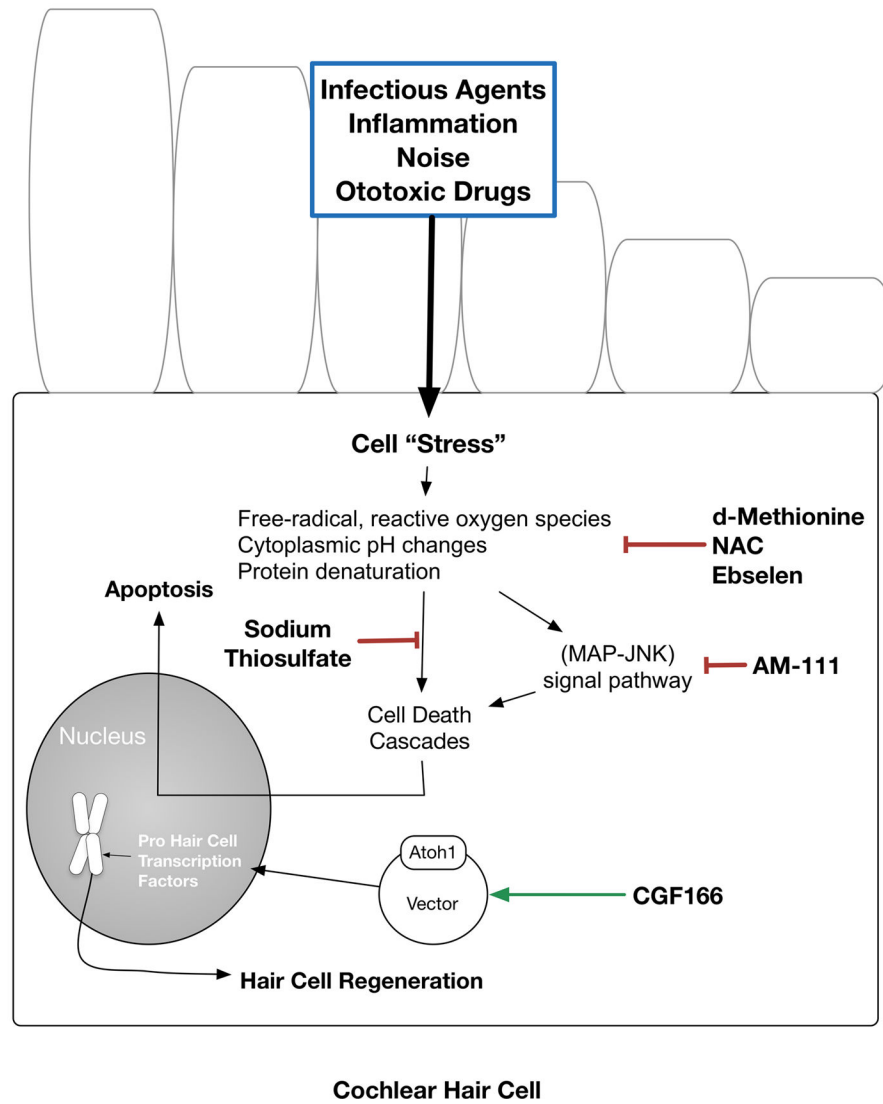 Infectious Agents
Inflammation
Noise
Ototoxic Drugs
Cell “Stress”
Free-radical, reactive oxygen species
Cytoplasmic pH changes
Protein denaturation
d-Methionine
NAC
Ebselen
Apoptosis
Sodium
Thiosulfate
(MAP-JNK)
signal pathway
AM-111
Cell Death
Cascades
Nucleus
Pro Hair Cell
Transcription
Factors
Atoh1
Vector
CGF166
Hair Cell Regeneration
Cochlear Hair Cell